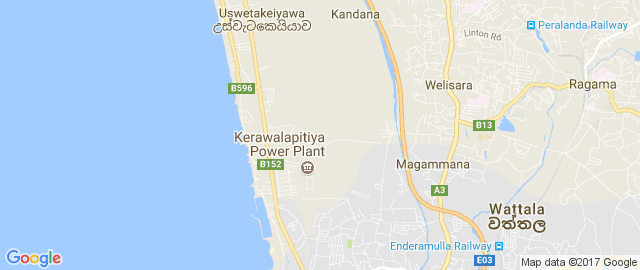 Uswetakeiyawa
උස්වැටකෙයියාව
Kandana
Peralanda Railway
Linton Rd
Welisara
Ragama
B596
B13
Kerawalapitiya
Power Plant
B152
Magammana
A3
Wattala
වත්තල
Enderamulla Railway
E03
Google
Map data ©2017 Google